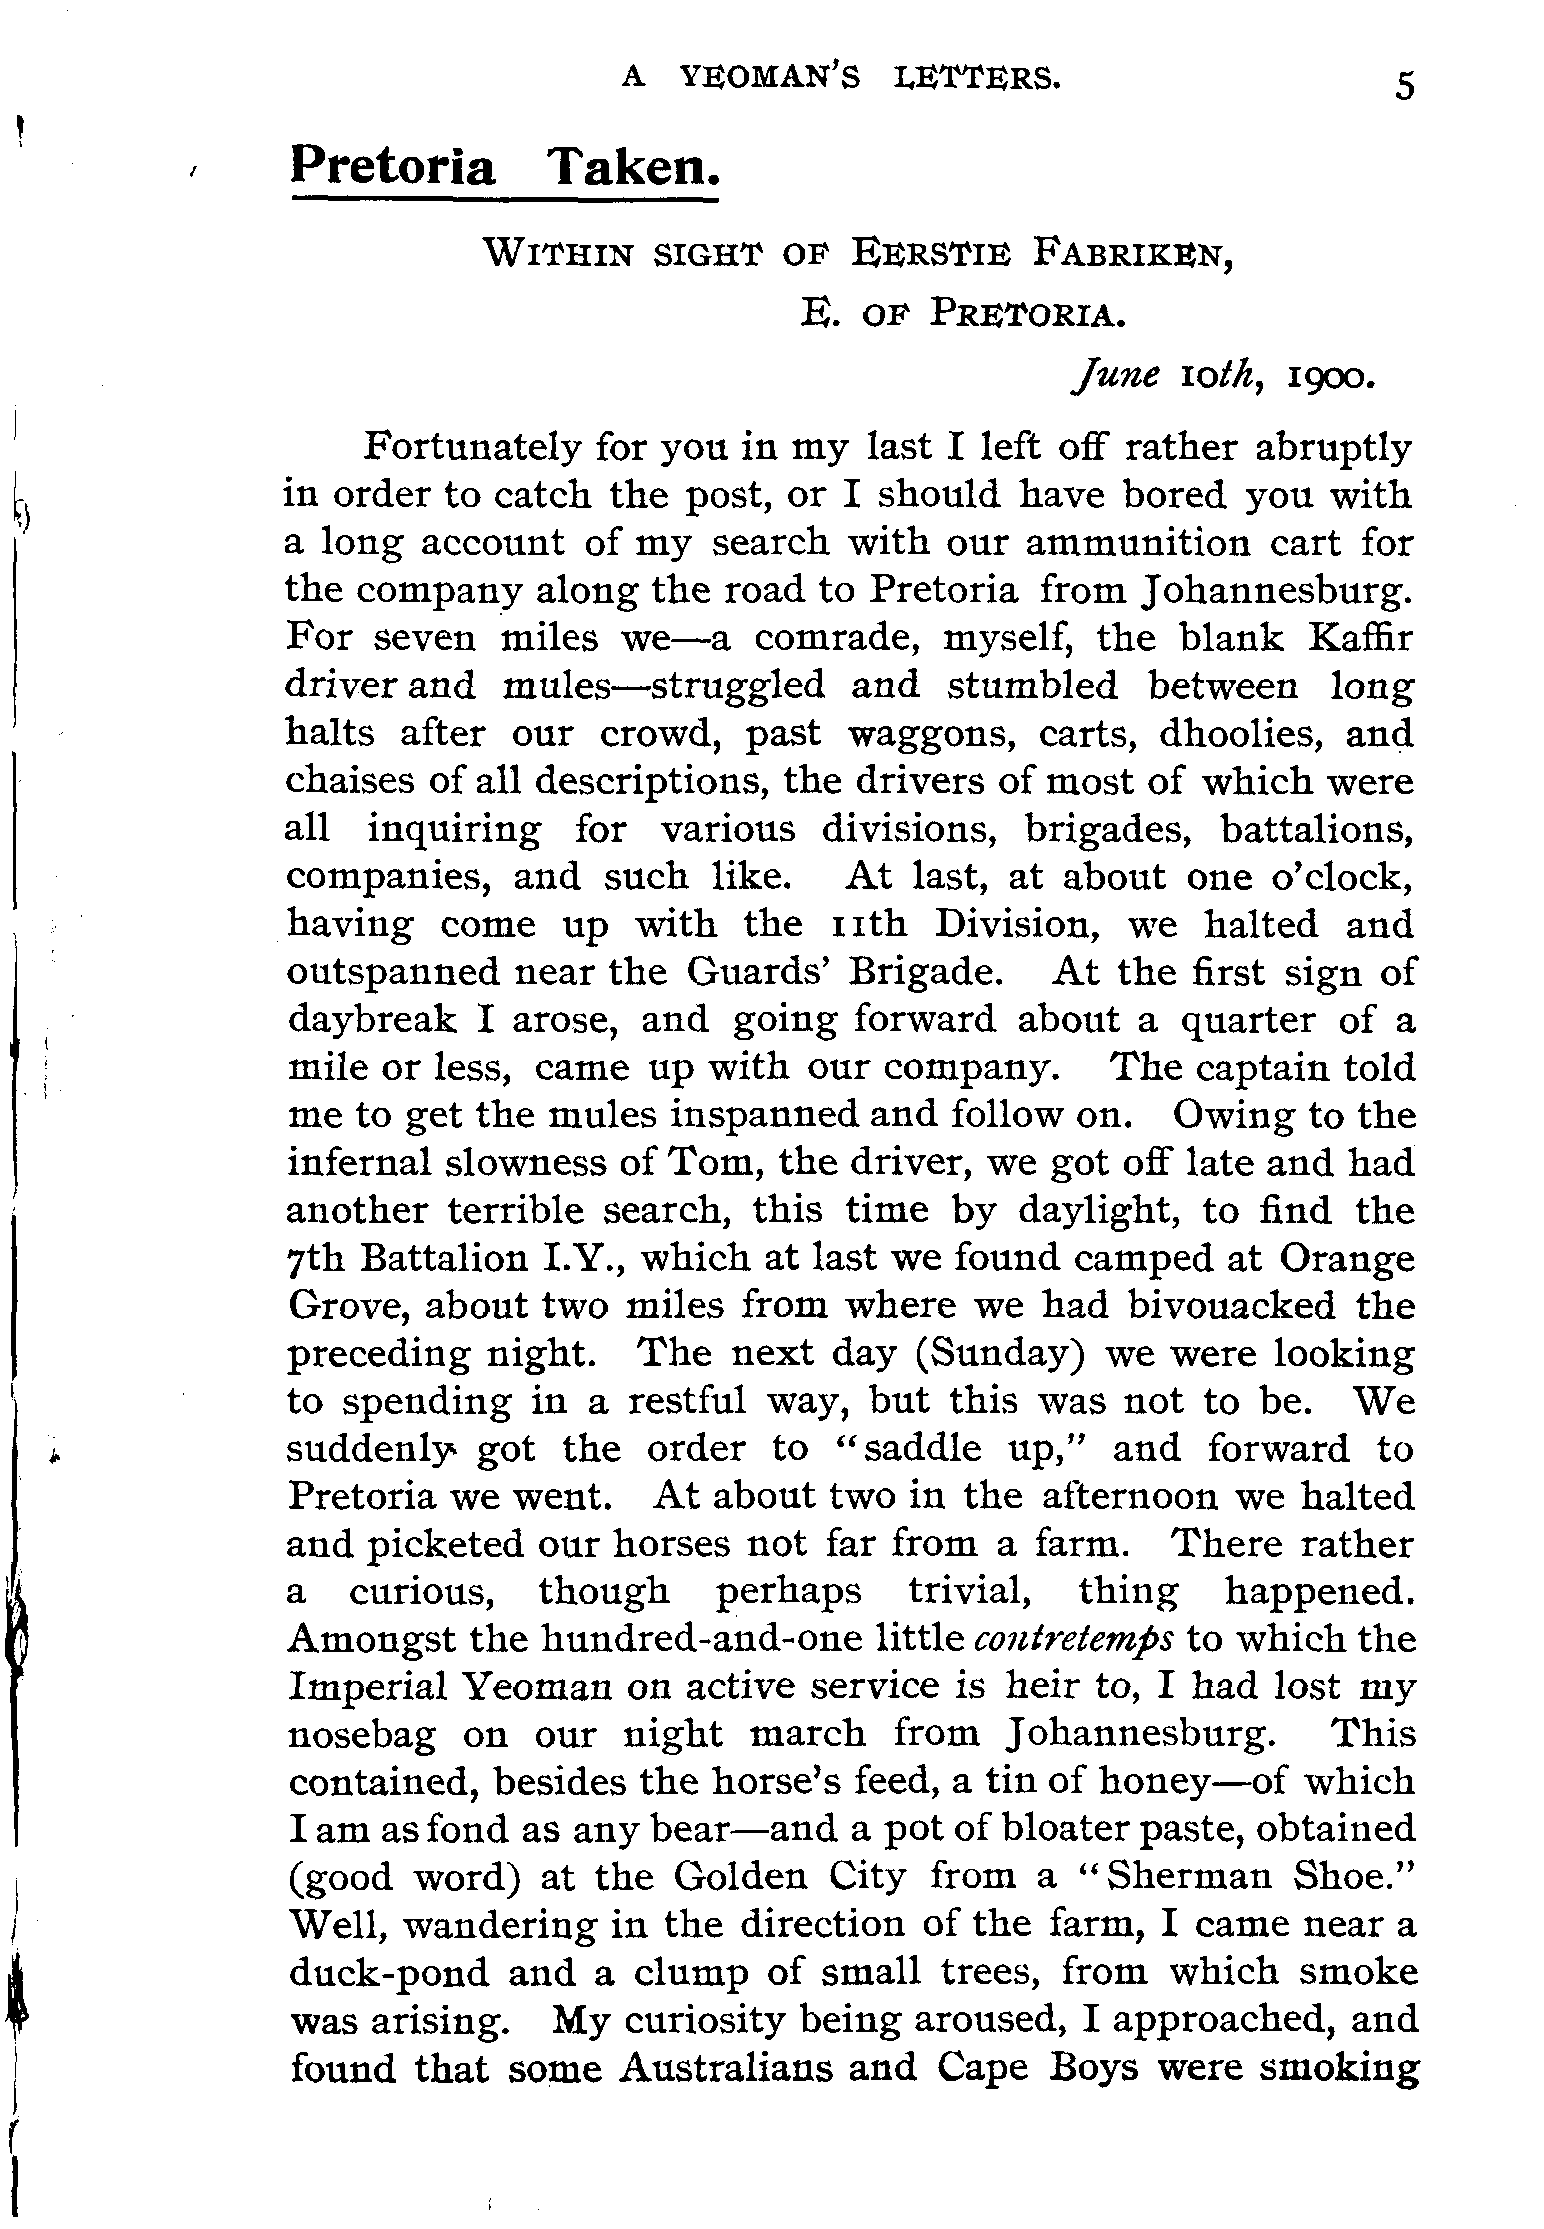 A YEOMAN'S LETTERS. 5
Pretoria Taken.
WITHIN SIGHT OF EERSTIE FABRIKEN,
E. OF PRETORIA.
June 10th, 1900.
Fortunately for you in my last I left off rather abruptly
in order to catch the post, or I should have bored you with
a long account of my search with our ammunition cart for
the company along the road to Pretoria from Johannesburg.
For seven miles we—a comrade, myself, the blank Kaffir
driver and mules—struggled and stumbled between long
halts after our crowd, past waggons, carts, dhoolies, and
chaises of all descriptions, the drivers of most of which were
all inquiring for various divisions, brigades, battalions,
companies, and such like. At last, at about one o'clock,
having come up with the 11th Division, we halted and
outspanned near the Guards' Brigade. At the first sign of
daybreak I arose, and going forward about a quarter of a
mile or less, came up with our company. The captain told
me to get the mules inspanned and follow on. Owing to the
infernal slowness of Tom, the driver, we got off late and had
another terrible search, this time by daylight, to find the
7th Battalion I.Y., which at last we found camped at Orange
Grove, about two miles from where we had bivouacked the
preceding night. The next day (Sunday) we were looking
to spending in a restful way, but this was not to be. We
suddenly got the order to "saddle up," and forward to
Pretoria we went. At about two in the afternoon we halted
and picketed our horses not far from a farm. There rather
a curious, though perhaps trivial, thing happened.
Amongst the hundred-and-one little contretemps to which the
Imperial Yeoman on active service is heir to, I had lost my
nosebag on our night march from Johannesburg. This
contained, besides the horse's feed, a tin of honey—of which
I am as fond as any bear—and a pot of bloater paste, obtained
(good word) at the Golden City from a "Sherman Shoe."
Well, wandering in the direction of the farm, I came near a
duck-pond and a clump of small trees, from which smoke
was arising. My curiosity being aroused, I approached, and
found that some Australians and Cape Boys were smoking